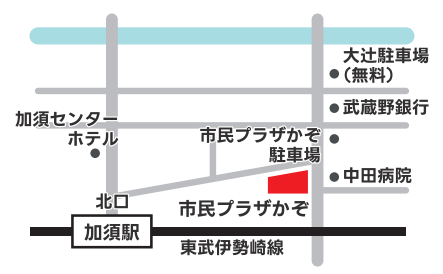 大辻駐車場
(無料)
武蔵野銀行
加須センター
ホテル
市民プラザかぞ
駐車場
中田病院
北口
市民プラザかぞ
加須駅
東武伊勢崎線